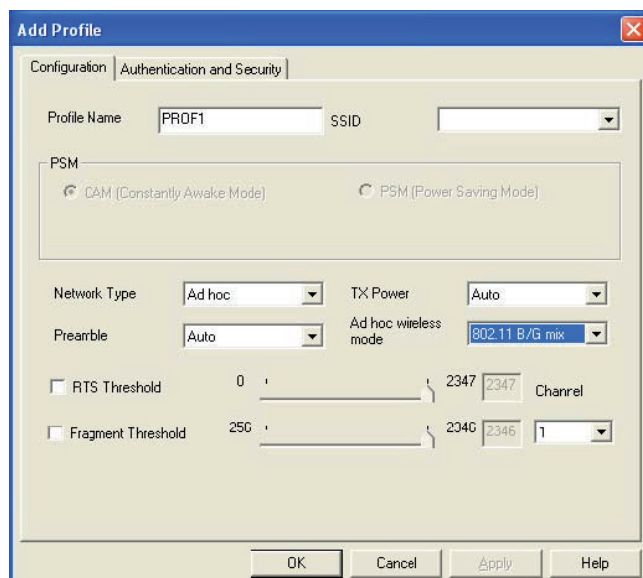 Add Profile
Configuration Authentication and Security
Profile Name PROF1 SSID
PSM
CAM (Constantly Awake Mode) PSM (Power Saving Mode)
Network Type Ad hoc TX Power Auto
Preamble Auto Ad hoc wireless mode 802.11 B/G mix
RTS Threshold 0 2347 2347 Channel
Fragment Threshold 256 2346 2346 1
OK Cancel Apply Help